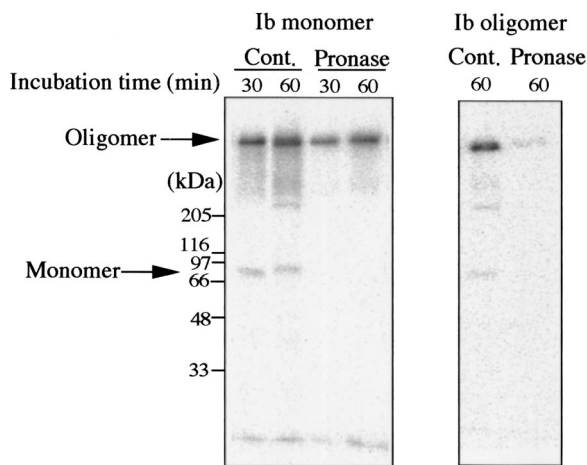 Ib monomer Ib oligomer
Cont. Pronase Cont. Pronase
Incubation time (min) 30 60 30 60 60 60
Oligomer
(kDa)
205
116
97
Monomer
66
48
33